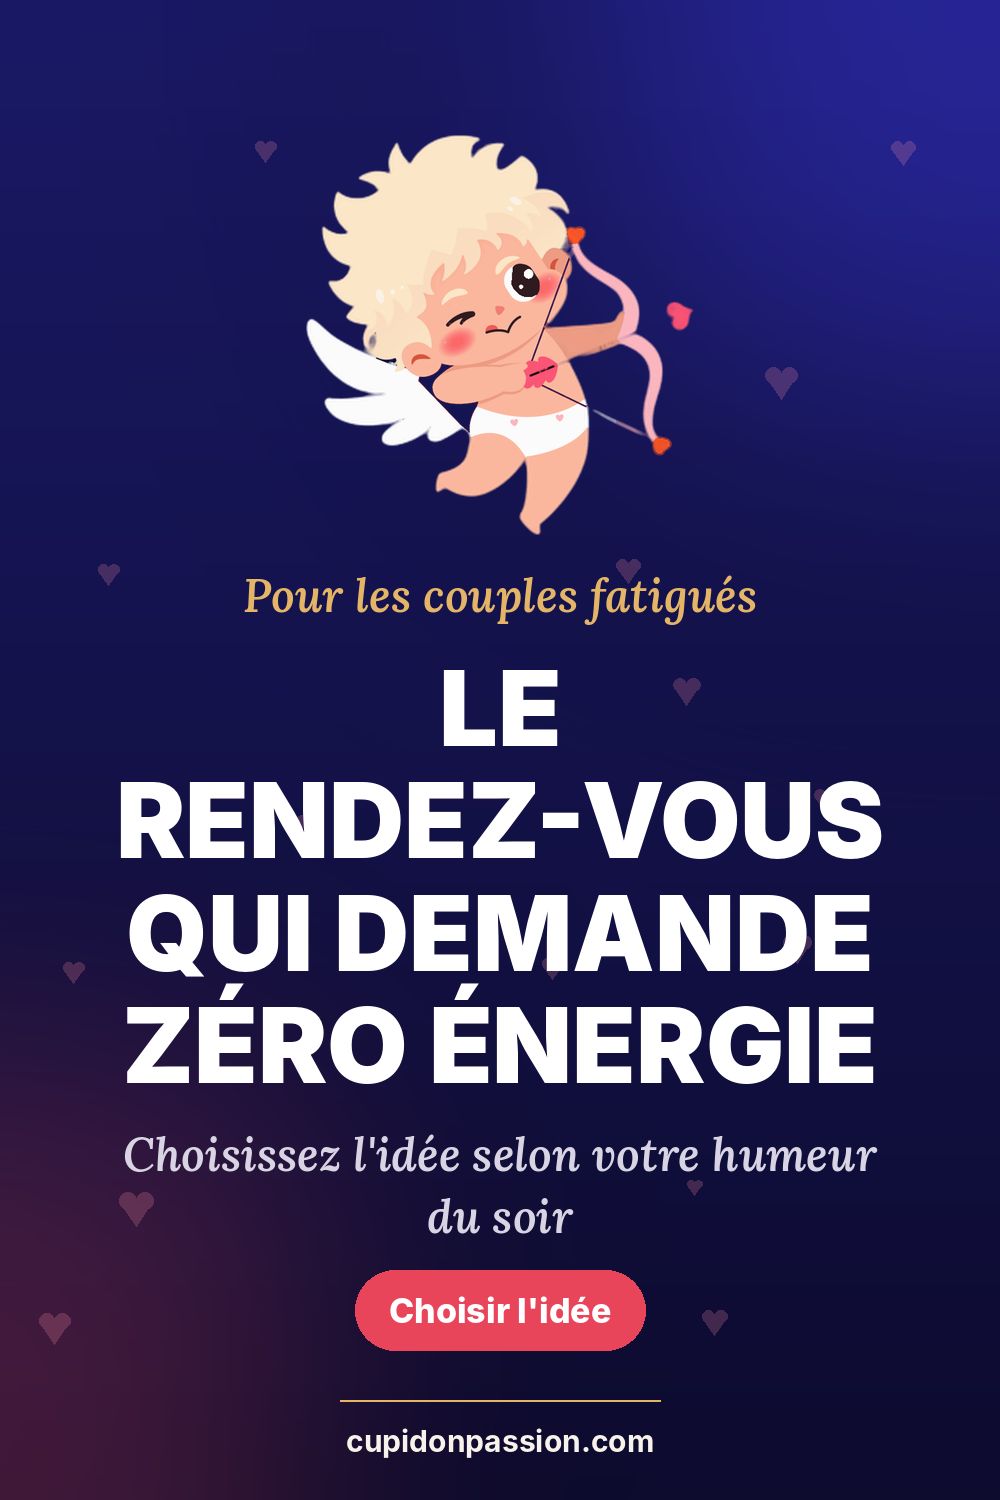 Pour les couples fatigués
LE
RENDEZ-VOUS
QUI DEMANDE
ZÉRO ÉNERGIE
Choisissez l'idée selon votre humeur
du soir
Choisir l'idée
cupidonpassion.com